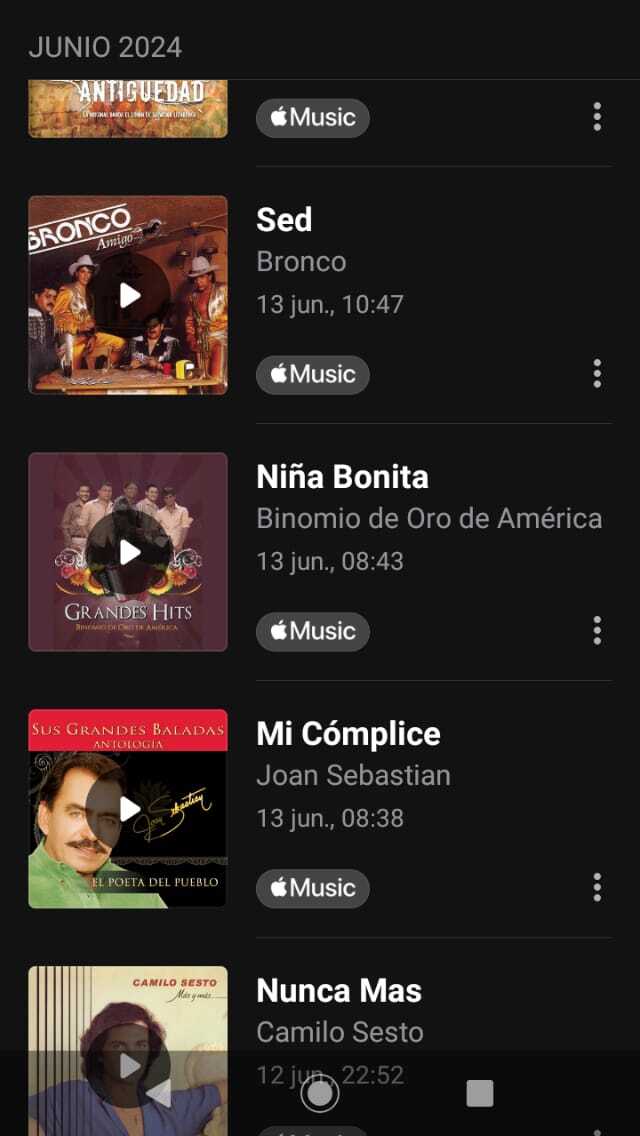 JUNIO 2024
ANTIGUEDAD
Music
BRONCO
Amigo
Sed
Bronco
13 jun., 10:47
Music
GRANDES HITS
BINOMIO DE ORO DE AMÉRICA
Niña Bonita
Binomio de Oro de América
13 jun., 08:43
Music
SUS GRANDES BALADAS
ANTOLOGÍA
Joan Sebastian
EL POETA DEL PUEBLO
Mi Cómplice
Joan Sebastian
13 jun., 08:38
Music
CAMILO SESTO
Más y más......
Nunca Mas
Camilo Sesto
12 jun., 22:52